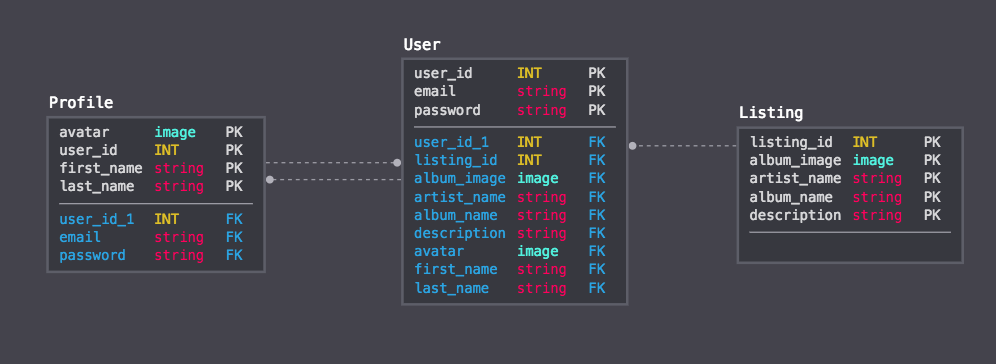 Profile
avatar image PK
user_id INT PK
first_name string PK
last_name string PK
user_id_1 INT FK
email string FK
password string FK
User
user_id INT PK
email string PK
password string PK
user_id_1 INT FK
listing_id INT FK
album_image image FK
artist_name string FK
album_name string FK
description string FK
avatar image FK
first_name string FK
last_name string FK
Listing
listing_id INT PK
album_image image PK
artist_name string PK
album_name string PK
description string PK